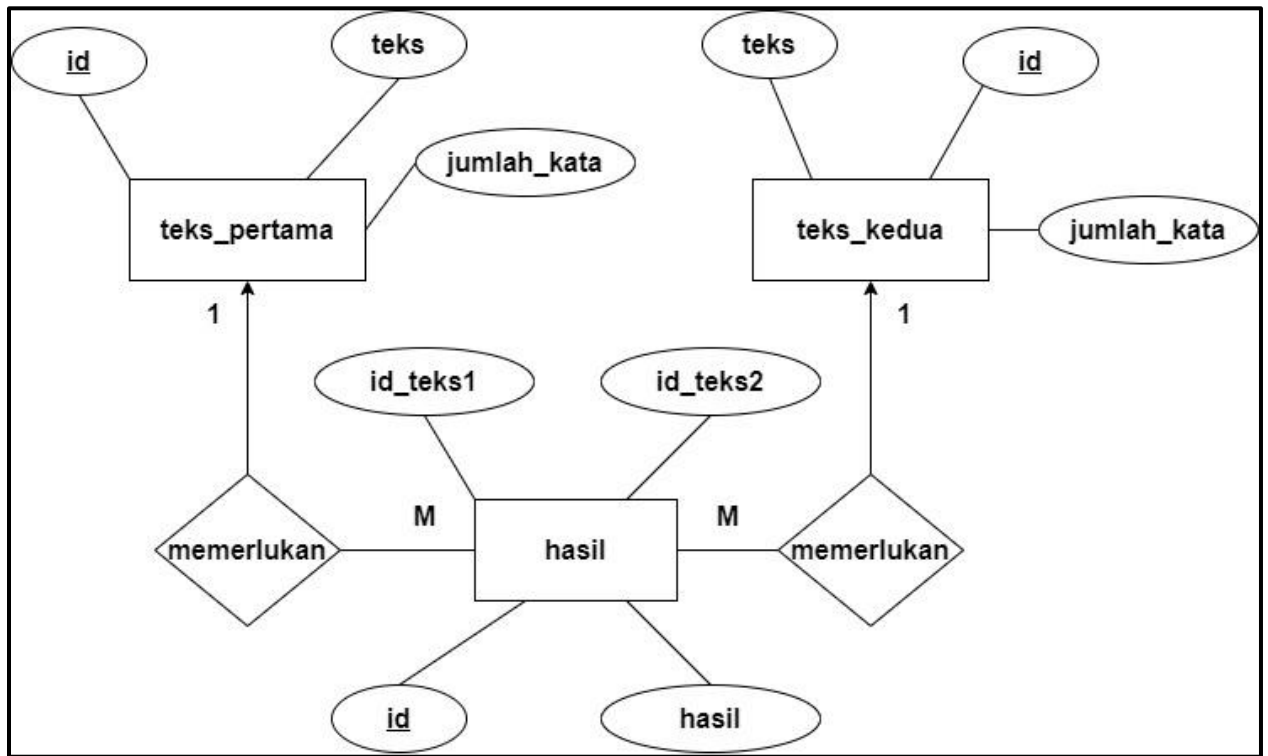 id
teks
teks
id
jumlah_kata
jumlah_kata
teks_pertama
teks_kedua
1
1
id_teks1
id_teks2
M
M
memerlukan
hasil
memerlukan
id
hasil